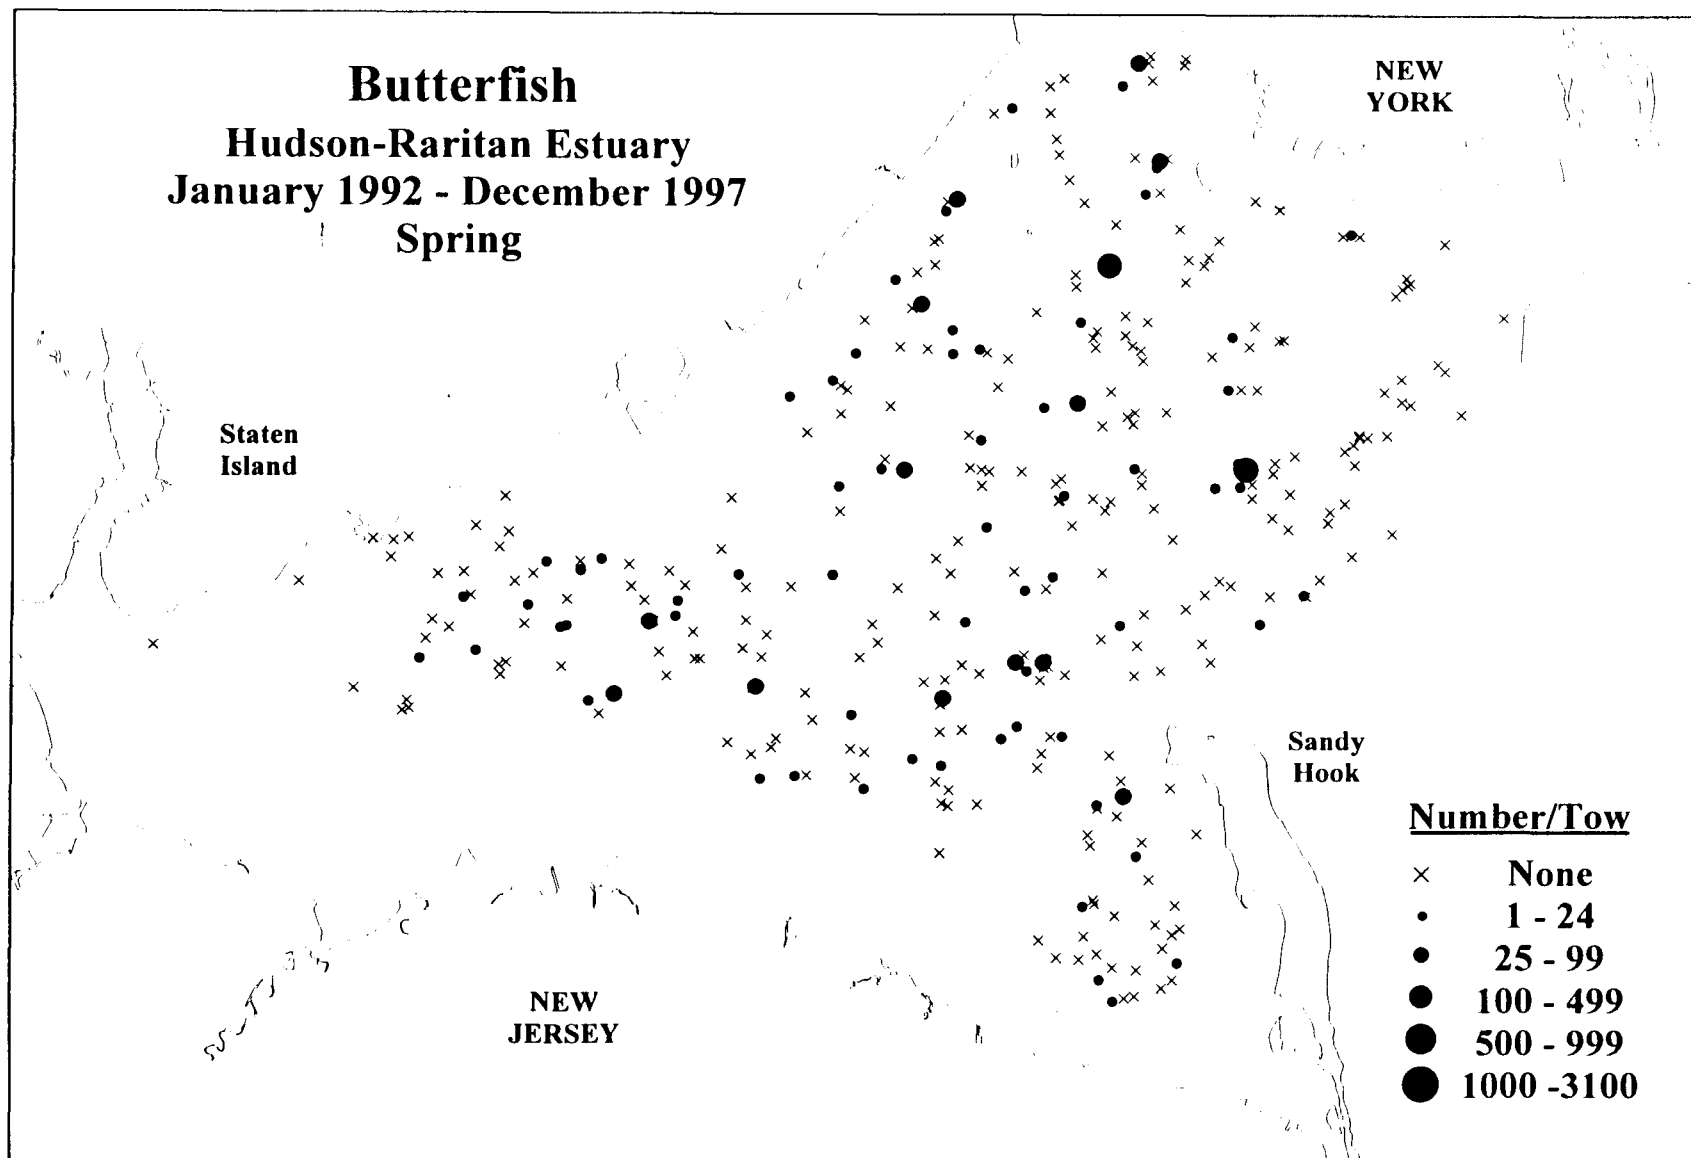 Butterfish
Hudson-Raritan Estuary
January 1992 - December 1997
Spring
NEW
YORK
Staten
Island
Sandy
Hook
NEW
JERSEY
Number/Tow
None
1 - 24
25 - 99
100 - 499
500 - 999
1000 -3100